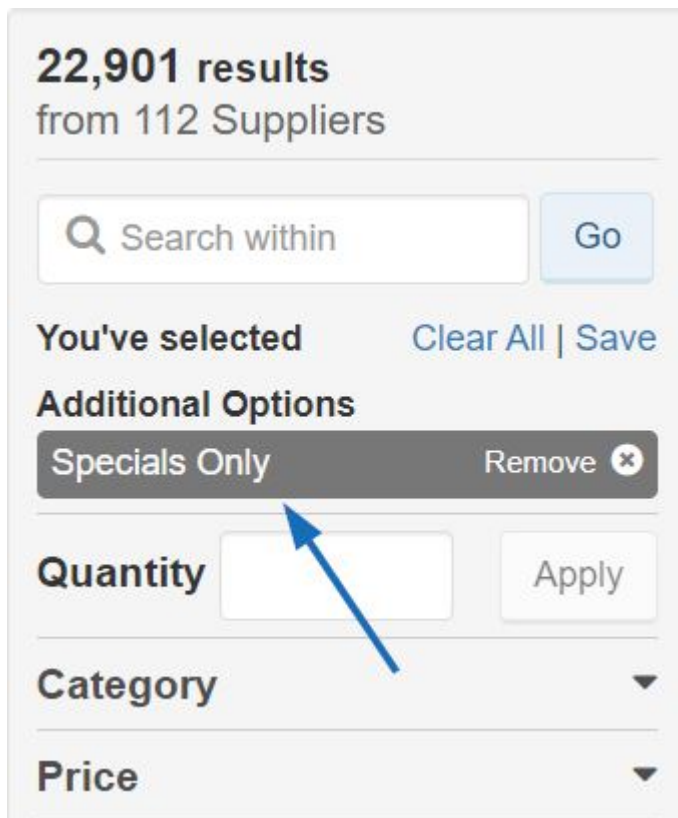 22,901 results
from 112 Suppliers
Search within
Go
You've selected
Clear All | Save
Additional Options
Specials Only
Remove
Quantity
Apply
Category
Price